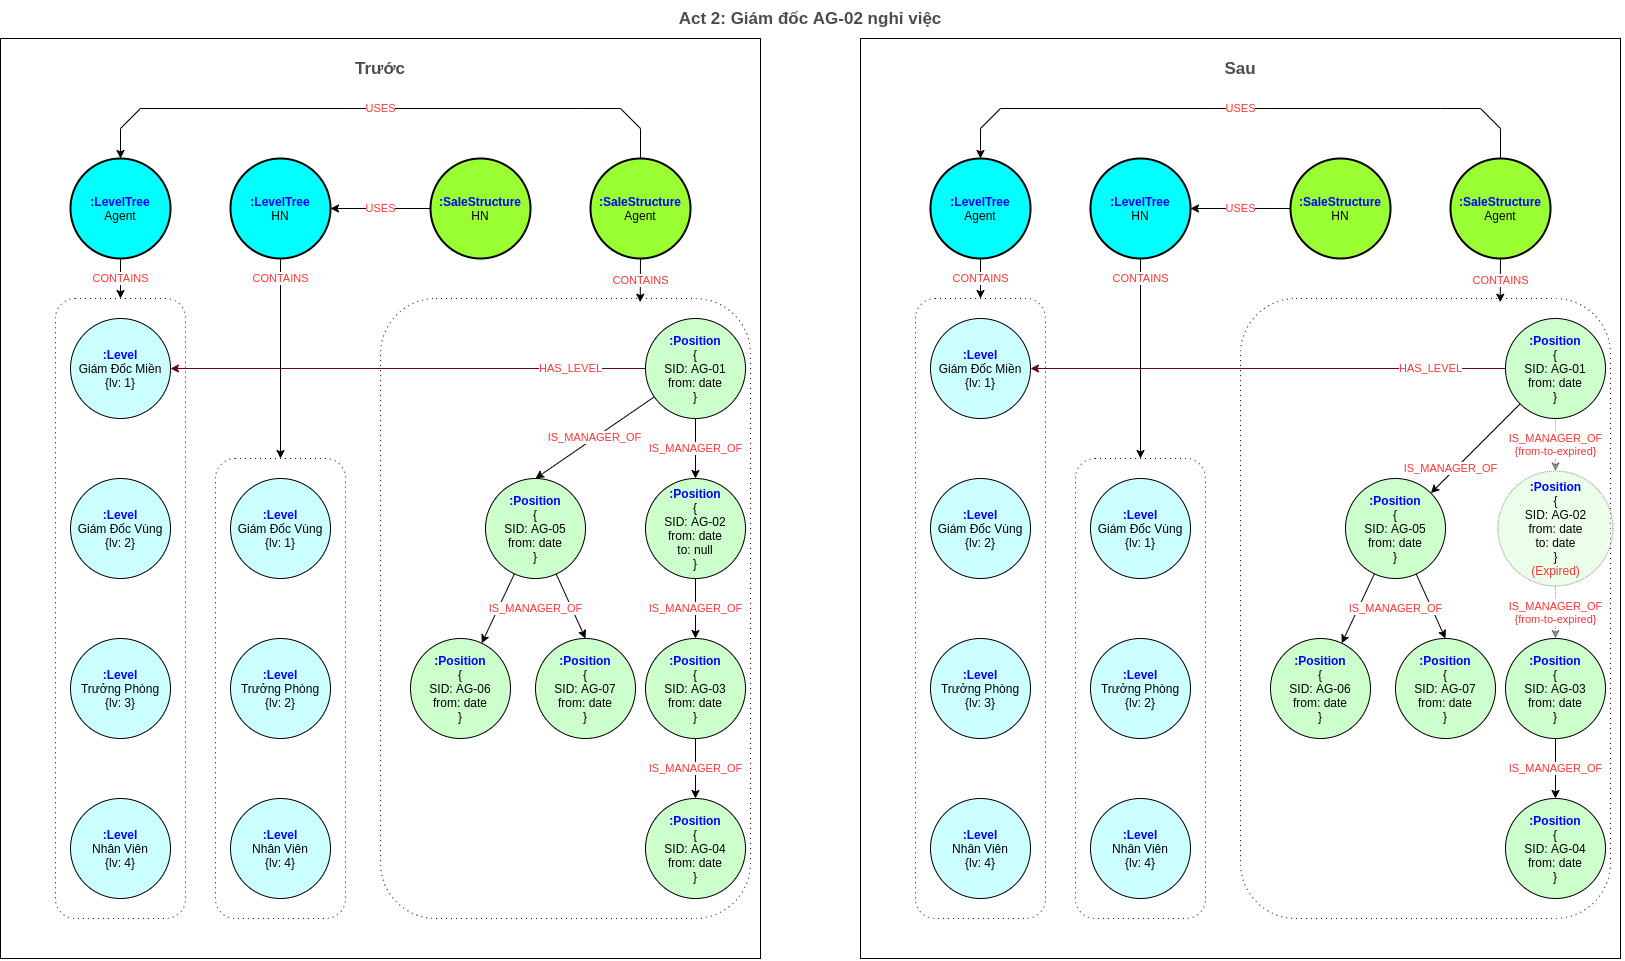 Act 2: Giám đốc AG-02 nghỉ việc
Trước
USES
:LevelTree
Agent
:LevelTree
HN
USES
:SaleStructure
HN
:SaleStructure
Agent
CONTAINS
CONTAINS
CONTAINS
:Level
Giám Đốc Miền
{lv: 1}
HAS_LEVEL
:Position
{
SID: AG-01
from: date
}
IS_MANAGER_OF
IS_MANAGER_OF
:Level
Giám Đốc Vùng
{lv: 2}
:Level
Giám Đốc Vùng
{lv: 1}
:Position
{
SID: AG-05
from: date
}
:Position
{
SID: AG-02
from: date
to: null
}
IS_MANAGER_OF
IS_MANAGER_OF
:Level
Trưởng Phòng
{lv: 3}
:Level
Trưởng Phòng
{lv: 2}
:Position
{
SID: AG-06
from: date
}
:Position
{
SID: AG-07
from: date
}
:Position
{
SID: AG-03
from: date
}
IS_MANAGER_OF
:Level
Nhân Viên
{lv: 4}
:Level
Nhân Viên
{lv: 4}
:Position
{
SID: AG-04
from: date
}
Sau
USES
:LevelTree
Agent
:LevelTree
HN
USES
:SaleStructure
HN
:SaleStructure
Agent
CONTAINS
CONTAINS
CONTAINS
:Level
Giám Đốc Miền
{lv: 1}
HAS_LEVEL
:Position
{
SID: AG-01
from: date
}
IS_MANAGER_OF
{from-to-expired}
IS_MANAGER_OF
:Level
Giám Đốc Vùng
{lv: 2}
:Level
Giám Đốc Vùng
{lv: 1}
:Position
{
SID: AG-05
from: date
}
:Position
{
SID: AG-02
from: date
to: date
}
(Expired)
IS_MANAGER_OF
IS_MANAGER_OF
{from-to-expired}
:Level
Trưởng Phòng
{lv: 3}
:Level
Trưởng Phòng
{lv: 2}
:Position
{
SID: AG-06
from: date
}
:Position
{
SID: AG-07
from: date
}
:Position
{
SID: AG-03
from: date
}
IS_MANAGER_OF
:Level
Nhân Viên
{lv: 4}
:Level
Nhân Viên
{lv: 4}
:Position
{
SID: AG-04
from: date
}